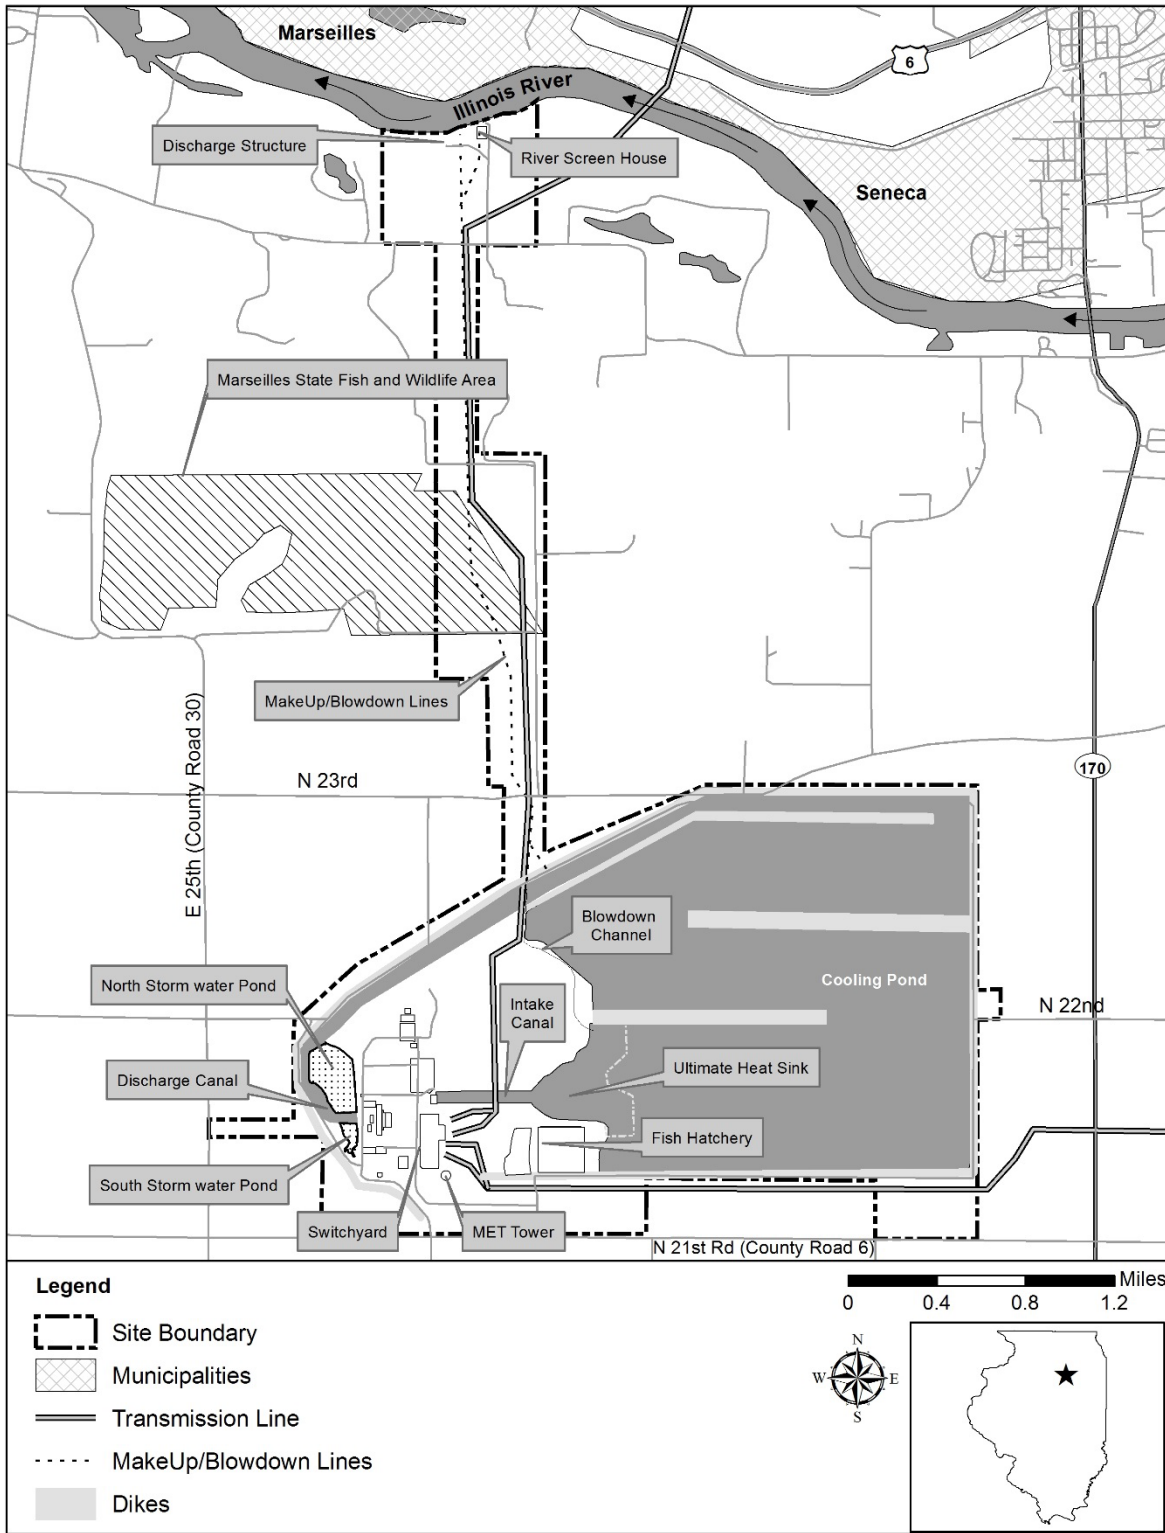 Marseilles
6
Illinois River
Discharge Structure
River Screen House
Seneca
Marseilles State Fish and Wildlife Area
MakeUp/Blowdown Lines
E 25th (County Road 30)
N 23rd
170
Blowdown
Channel
Cooling Pond
North Storm water Pond
Intake
Canal
N 22nd
Discharge Canal
Ultimate Heat Sink
Fish Hatchery
South Storm water Pond
Switchyard
MET Tower
N 21st Rd (County Road 6)
Legend
Site Boundary
Municipalities
Transmission Line
MakeUp/Blowdown Lines
Dikes
Miles
0 0.4 0.8 1.2
N
W E
S